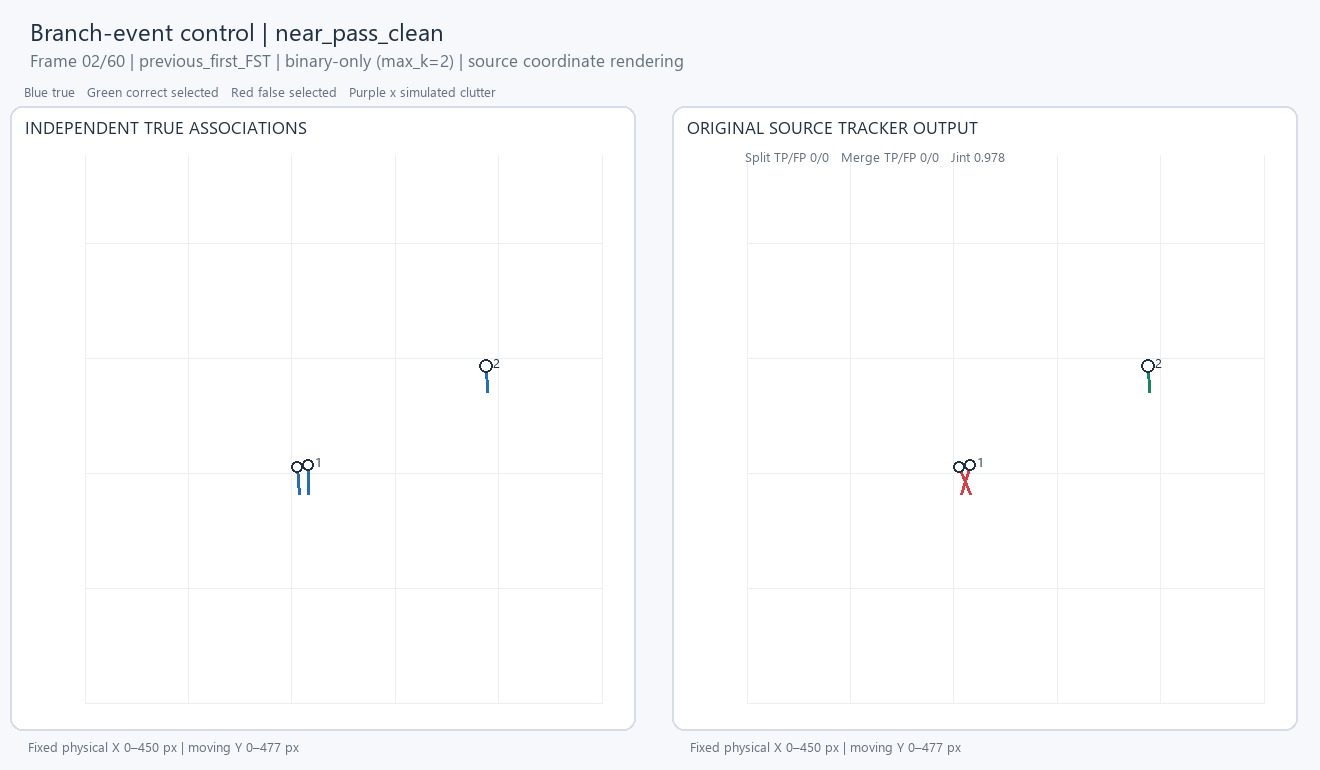 Branch-event control | near_pass_clean
Frame 02/60 | previous_first_FST | binary-only (max_k=2) | source coordinate rendering
Blue true Green correct selected Red false selected Purple x simulated clutter
INDEPENDENT TRUE ASSOCIATIONS
2
1
Fixed physical X 0–450 px | moving Y 0–477 px
ORIGINAL SOURCE TRACKER OUTPUT
Split TP/FP 0/0 Merge TP/FP 0/0 Jint 0.978
2
1
Fixed physical X 0–450 px | moving Y 0–477 px